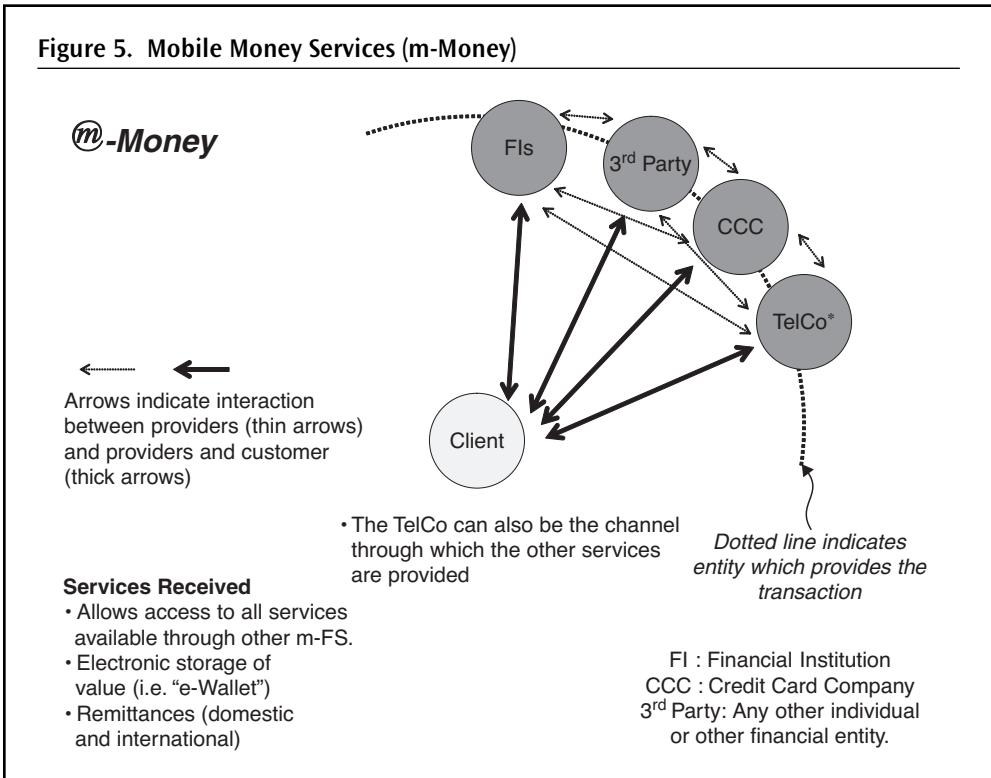 Figure 5. Mobile Money Services (m-Money)
m-Money
FIs
3rd Party
CCC
TelCo*
Client
Arrows indicate interaction
between providers (thin arrows)
and providers and customer
(thick arrows)
• The TelCo can also be the channel
through which the other services
are provided
Dotted line indicates
entity which provides the
transaction
Services Received
• Allows access to all services
available through other m-FS.
• Electronic storage of
value (i.e. “e-Wallet”)
• Remittances (domestic
and international)
FI : Financial Institution
CCC : Credit Card Company
3rd Party: Any other individual
or other financial entity.